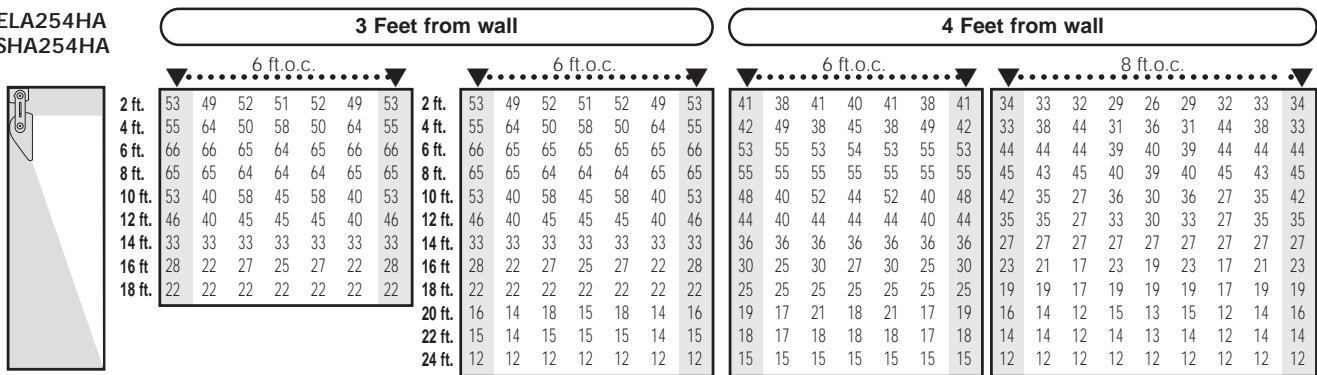 ELA254HA
SHA254HA
3 Feet from wall 4 Feet from wall
6 ft.o.c. 6 ft.o.c. 6 ft.o.c. 8 ft.o.c.
2 ft. 53 49 52 51 52 49 53 2 ft. 53 49 52 51 52 49 53 41 38 41 40 41 38 41 34 33 32 29 26 29 32 33 34
4 ft. 55 64 50 58 50 64 55 4 ft. 55 64 50 58 50 64 55 42 49 38 45 38 49 42 33 38 44 31 36 31 44 38 33
6 ft. 66 66 65 64 65 66 66 6 ft. 66 65 65 65 65 65 66 53 55 53 54 53 55 53 44 44 44 39 40 39 44 44 44
8 ft. 65 65 64 64 64 65 65 8 ft. 65 65 64 64 64 65 65 55 55 55 55 55 55 55 45 43 45 40 39 40 45 43 45
10 ft. 53 40 58 45 58 40 53 10 ft. 53 40 58 45 58 40 53 48 40 52 44 52 40 48 42 35 27 36 30 36 27 35 42
12 ft. 46 40 45 45 45 40 46 12 ft. 46 40 45 45 45 40 46 44 40 44 44 44 40 44 35 35 27 33 30 33 27 35 35
14 ft. 33 33 33 33 33 33 33 14 ft. 33 33 33 33 33 33 33 36 36 36 36 36 36 36 27 27 27 27 27 27 27 27 27
16 ft 28 22 27 25 27 22 28 16 ft 28 22 27 25 27 22 28 30 25 30 27 30 25 30 23 21 17 23 19 23 17 21 23
18 ft. 22 22 22 22 22 22 22 18 ft. 22 22 22 22 22 22 22 25 25 25 25 25 25 25 19 19 17 19 19 19 17 19 19
20 ft. 16 14 18 15 18 14 16 19 17 21 18 21 17 19 16 14 12 15 13 15 12 14 16
22 ft. 15 14 15 15 15 14 15 18 17 18 18 18 17 18 14 14 12 14 13 14 12 14 14
24 ft. 12 12 12 12 12 12 12 15 15 15 15 15 15 15 12 12 12 12 12 12 12 12 12